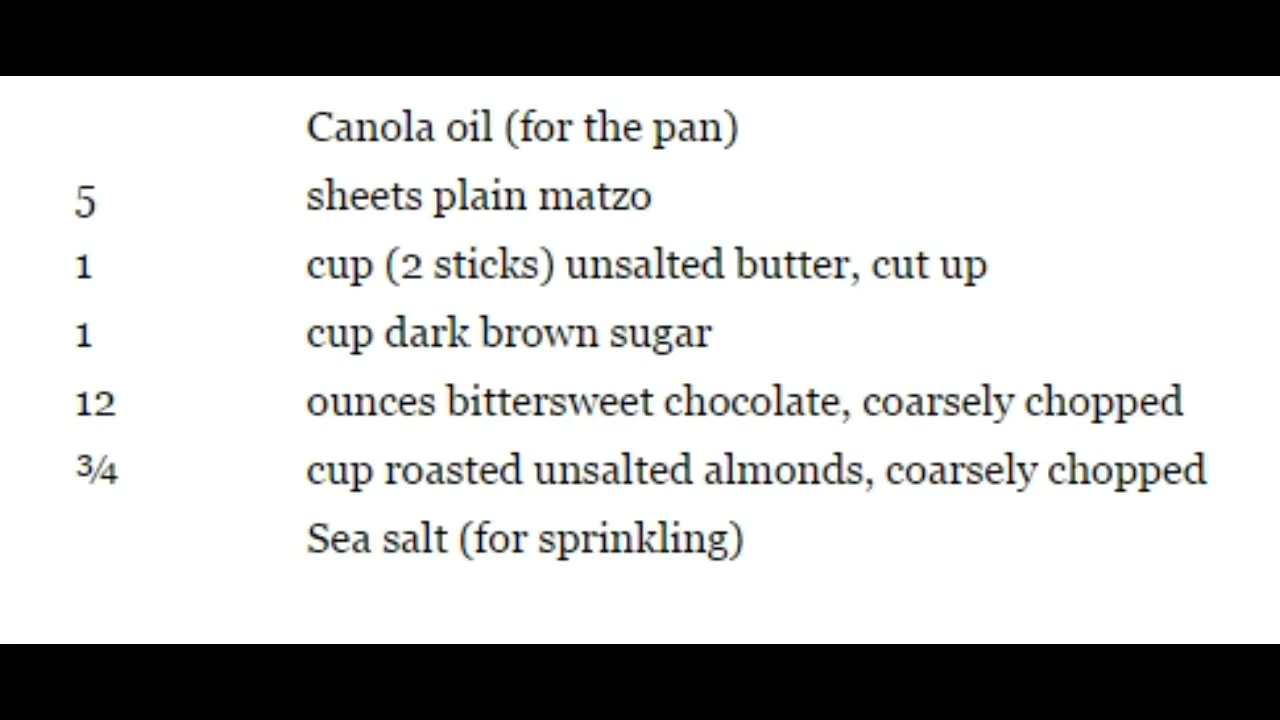 Canola oil (for the pan)
5 sheets plain matzo
1 cup (2 sticks) unsalted butter, cut up
1 cup dark brown sugar
12 ounces bittersweet chocolate, coarsely chopped
¾ cup roasted unsalted almonds, coarsely chopped
Sea salt (for sprinkling)